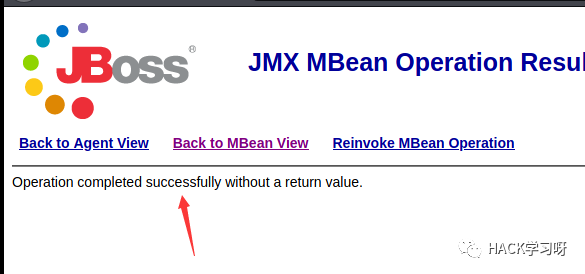 JBoss®
JMX MBean Operation Resul
Back to Agent View Back to MBean View Reinvoke MBean Operation
Operation completed successfully without a return value.
HACK学习呀